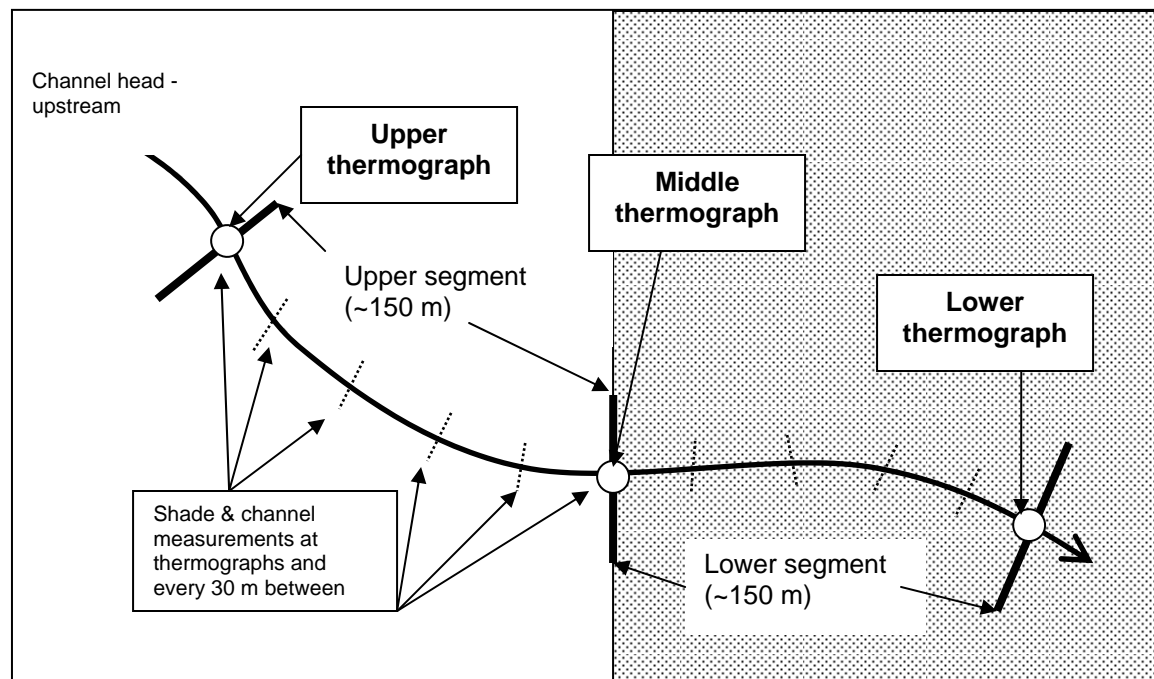 Channel head -
upstream
Upper
thermograph
Middle
thermograph
Upper segment
(~150 m)
Lower
thermograph
Shade & channel
measurements at
thermographs and
every 30 m between
Lower segment
(~150 m)